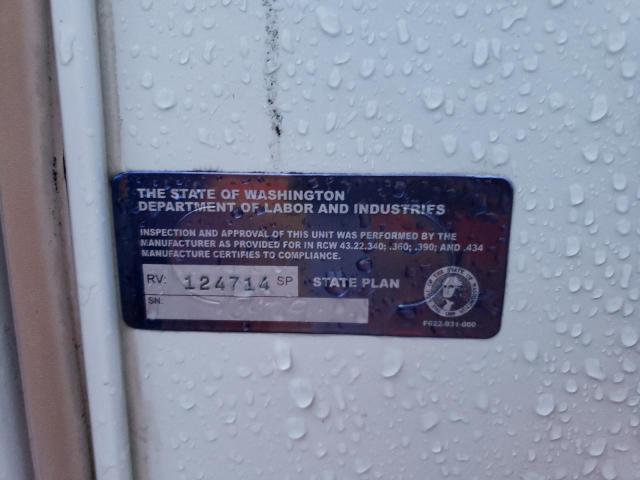 THE STATE OF WASHINGTON
DEPARTMENT OF LABOR AND INDUSTRIES
INSPECTION AND APPROVAL OF THIS UNIT WAS PERFORMED BY THE
MANUFACTURER AS PROVIDED FOR IN RCW 43.22.340; .360; .390; AND .434
MANUFACTURE CERTIFIES TO COMPLIANCE.
RV: 124714 SP STATE PLAN
SN:
F622-031-000